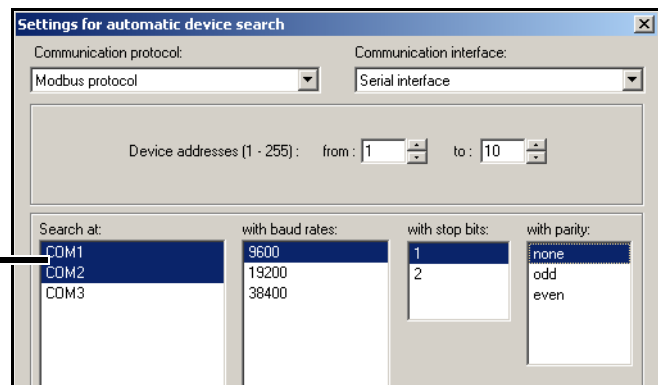 Settings for automatic device search
Communication protocol: Communication interface:
Modbus protocol Serial interface
Device addresses (1 - 255) : from : 1 to : 10
Search at: with baud rates: with stop bits: with parity:
COM1 9600 1 none
COM2 19200 2 odd
COM3 38400 even